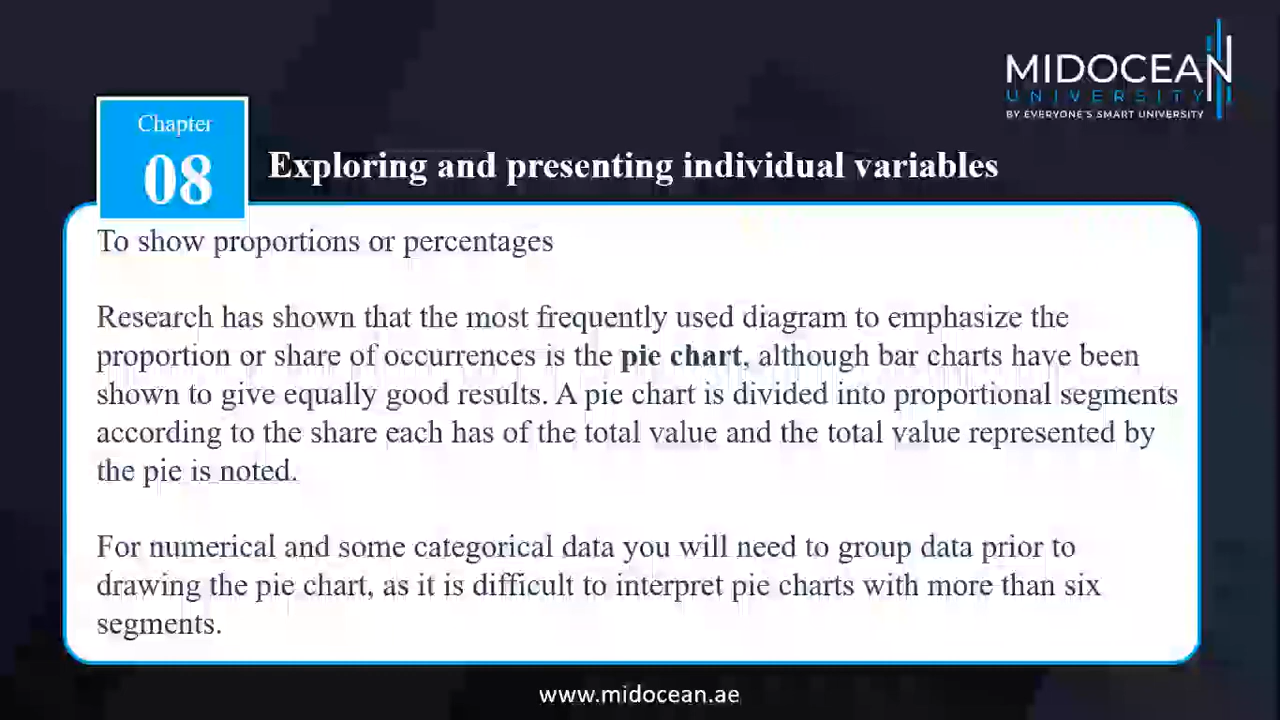 MIDOCEAN
UNIVERSITY
BY EVERYONE'S SMART UNIVERSITY
Chapter
08
Exploring and presenting individual variables
To show proportions or percentages
Research has shown that the most frequently used diagram to emphasize the
proportion or share of occurrences is the pie chart, although bar charts have been
shown to give equally good results. A pie chart is divided into proportional segments
according to the share each has of the total value and the total value represented by
the pie is noted.
For numerical and some categorical data you will need to group data prior to
drawing the pie chart, as it is difficult to interpret pie charts with more than six
segments.
www.midocean.ae